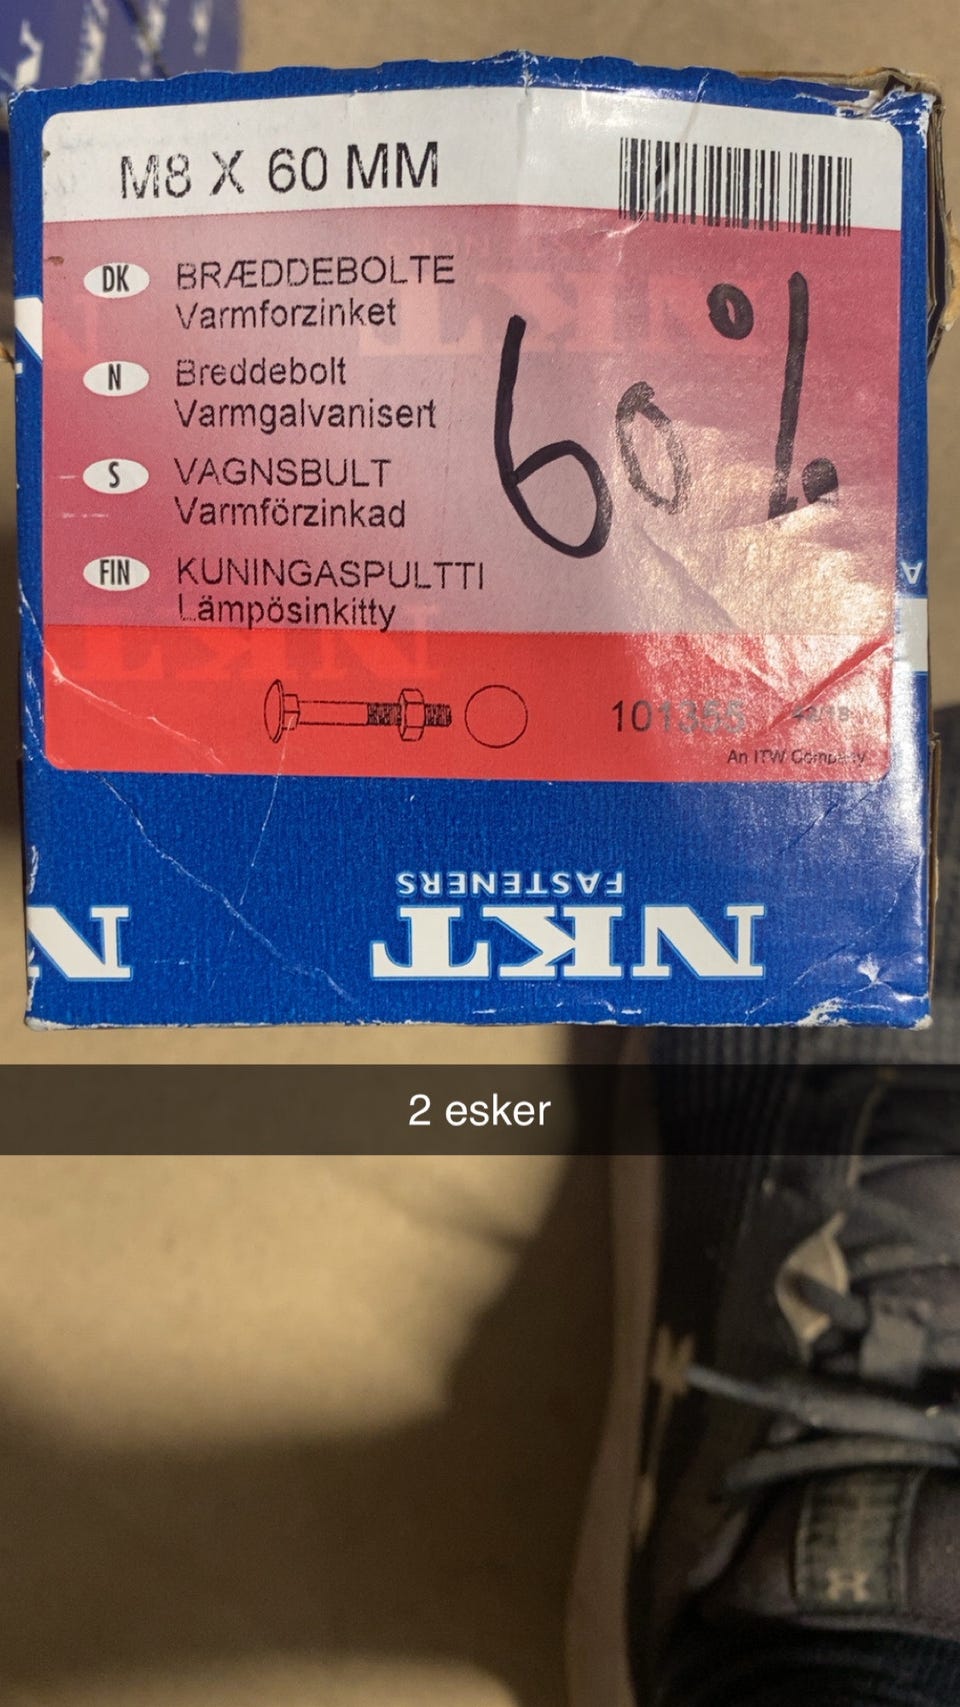 M8 X 60 MM
DK BRÆDDEBOLTE
Varmforzinket
N Breddebolt
Varmgalvanisert
S VAGNSBULT
Varmförzinkad
FIN KUNINGASPULTTI
Lämpösinkitty
60%
101355
An ITW Company
FASTENERS
NKT
2 esker